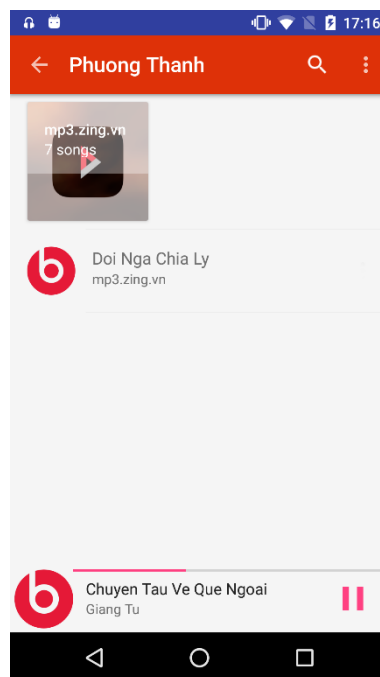 17:16
Phuong Thanh
mp3.zing.vn
7 songs
Doi Nga Chia Ly
mp3.zing.vn
Chuyen Tau Ve Que Ngoai
Giang Tu